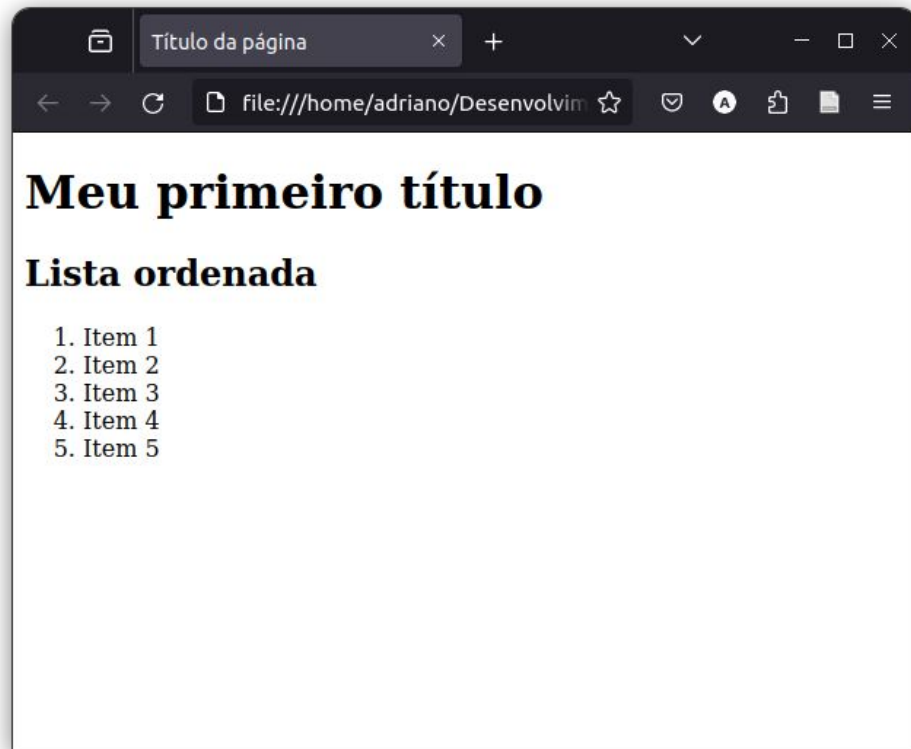 Título da página
file:///home/adriano/Desenvolvim
A
Meu primeiro título
Lista ordenada
1. Item 1
2. Item 2
3. Item 3
4. Item 4
5. Item 5